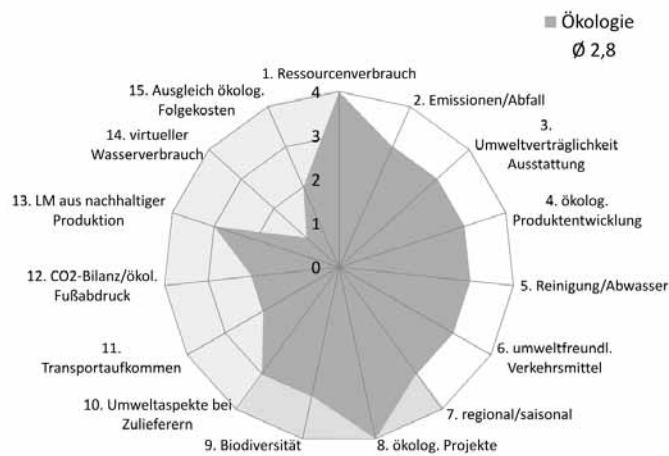 Ökologie
Ø 2,8
1. Ressourcenverbrauch
2. Emissionen/Abfall
3.
Umweltverträglichkeit
Ausstattung
4. ökolog.
Produktentwicklung
5. Reinigung/Abwasser
6. umweltfreundl.
Verkehrsmittel
7. regional/saisonal
8. ökolog. Projekte
9. Biodiversität
10. Umweltaspekte bei
Zulieferern
11.
Transportaufkommen
12. CO2-Bilanz/ökol.
Fußabdruck
13. LM aus nachhaltiger
Produktion
14. virtueller
Wasserverbrauch
15. Ausgleich ökolog.
Folgekosten
4
3
2
1
0